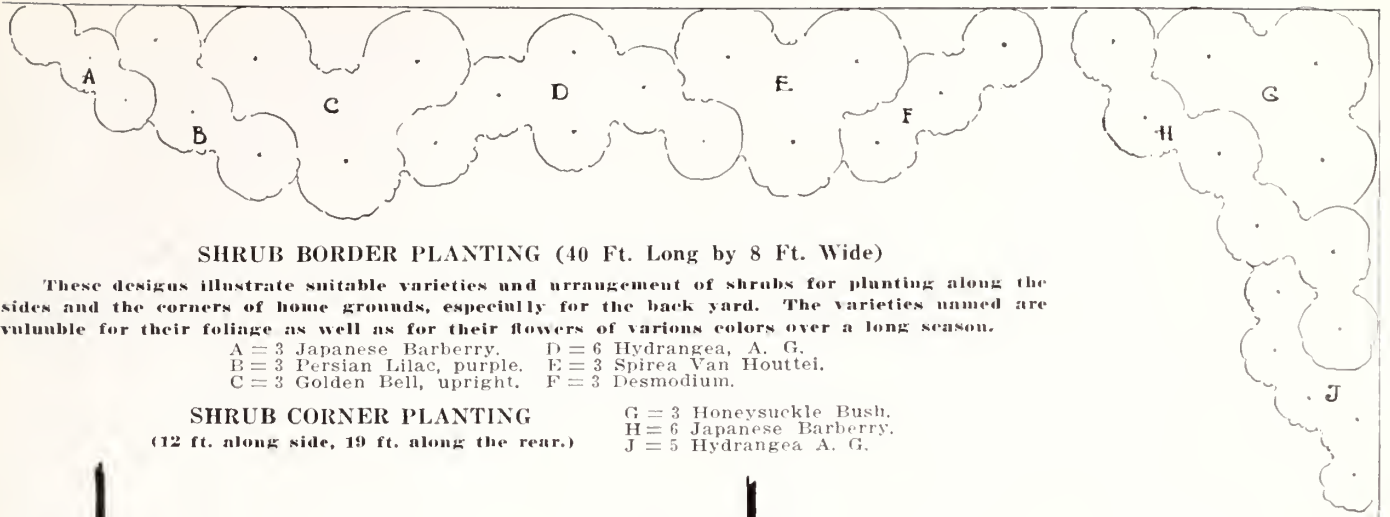 A
B
C
D
E
F
G
H
J
SHRUB BORDER PLANTING (40 Ft. Long by 8 Ft. Wide)
These designs illustrate suitable varieties and arrangement of shrubs for planting along the
sides and the corners of home grounds, especially for the back yard. The varieties named are
valuable for their foliage as well as for their flowers of various colors over a long season.
A = 3 Japanese Barberry. D = 6 Hydrangea, A. G.
B = 3 Persian Lilac, purple. E = 3 Spirea Van Houttei.
C = 3 Golden Bell, upright. F = 3 Desmodium.
SHRUB CORNER PLANTING
(12 ft. along side, 19 ft. along the rear.)
G = 3 Honeysuckle Bush.
H = 6 Japanese Barberry.
J = 5 Hydrangea A. G.